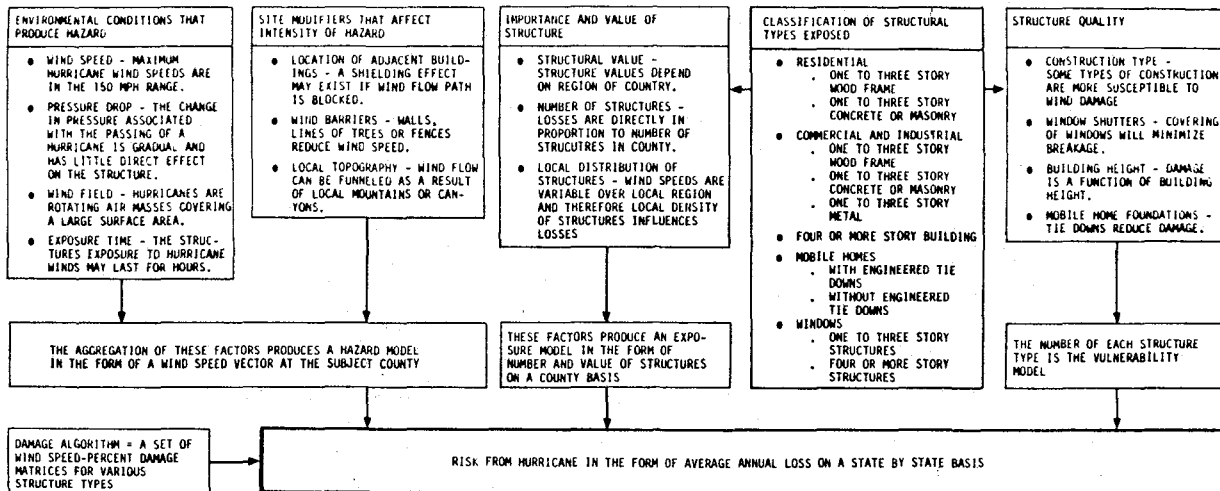 ENVIRONMENTAL CONDITIONS THAT
PRODUCE HAZARD
● WIND SPEED - MAXIMUM
HURRICANE WIND SPEEDS ARE
IN THE 150 MPH RANGE.
● PRESSURE DROP - THE CHANGE
IN PRESSURE ASSOCIATED
WITH THE PASSING OF A
HURRICANE IS GRADUAL AND
HAS LITTLE DIRECT EFFECT
ON THE STRUCTURE.
● WIND FIELD - HURRICANES ARE
ROTATING AIR MASSES COVERING
A LARGE SURFACE AREA.
● EXPOSURE TIME - THE STRUC-
TURES EXPOSURE TO HURRICANE
WINDS MAY LAST FOR HOURS.
SITE MODIFIERS THAT AFFECT
INTENSITY OF HAZARD
● LOCATION OF ADJACENT BUILD-
INGS - A SHIELDING EFFECT
MAY EXIST IF WIND FLOW PATH
IS BLOCKED.
● WIND BARRIERS - WALLS,
LINES OF TREES OR FENCES
REDUCE WIND SPEED.
● LOCAL TOPOGRAPHY - WIND FLOW
CAN BE FUNNELED AS A RESULT
OF LOCAL MOUNTAINS OR CAN-
YONS.
IMPORTANCE AND VALUE OF
STRUCTURE
● STRUCTURAL VALUE -
STRUCTURE VALUES DEPEND
ON REGION OF COUNTRY.
● NUMBER OF STRUCTURES -
LOSSES ARE DIRECTLY IN
PROPORTION TO NUMBER OF
STRUCUTRES IN COUNTY.
● LOCAL DISTRIBUTION OF
STRUCTURES - WIND SPEEDS ARE
VARIABLE OVER LOCAL REGION
AND THEREFORE LOCAL DENSITY
OF STRUCTURES INFLUENCES
LOSSES
CLASSIFICATION OF STRUCTURAL
TYPES EXPOSED
● RESIDENTIAL
. ONE TO THREE STORY
WOOD FRAME
. ONE TO THREE STORY
CONCRETE OR MASONRY
● COMMERCIAL AND INDUSTRIAL
. ONE TO THREE STORY
WOOD FRAME
. ONE TO THREE STORY
CONCRETE OR MASONRY
. ONE TO THREE STORY
METAL
● FOUR OR MORE STORY BUILDING
● MOBILE HOMES
. WITH ENGINEERED TIE
DOWNS
. WITHOUT ENGINEERED
TIE DOWNS
● WINDOWS
. ONE TO THREE STORY
STRUCTURES
. FOUR OR MORE STORY
STRUCTURES
STRUCTURE QUALITY
● CONSTRUCTION TYPE -
SOME TYPES OF CONSTRUCTION
ARE MORE SUSCEPTIBLE TO
WIND DAMAGE
● WINDOW SHUTTERS - COVERING
OF WINDOWS WILL MINIMIZE
BREAKAGE.
● BUILDING HEIGHT - DAMAGE
IS A FUNCTION OF BUILDING
HEIGHT.
● MOBILE HOME FOUNDATIONS -
TIE DOWNS REDUCE DAMAGE.
THE AGGREGATION OF THESE FACTORS PRODUCES A HAZARD MODEL
IN THE FORM OF A WIND SPEED VECTOR AT THE SUBJECT COUNTY
THESE FACTORS PRODUCE AN EXPO-
SURE MODEL IN THE FORM OF
NUMBER AND VALUE OF STRUCTURES
ON A COUNTY BASIS
THE NUMBER OF EACH STRUCTURE
TYPE IS THE VULNERABILITY
MODEL
DAMAGE ALGORITHM = A SET OF
WIND SPEED-PERCENT DAMAGE
MATRICES FOR VARIOUS
STRUCTURE TYPES
RISK FROM HURRICANE IN THE FORM OF AVERAGE ANNUAL LOSS ON A STATE BY STATE BASIS